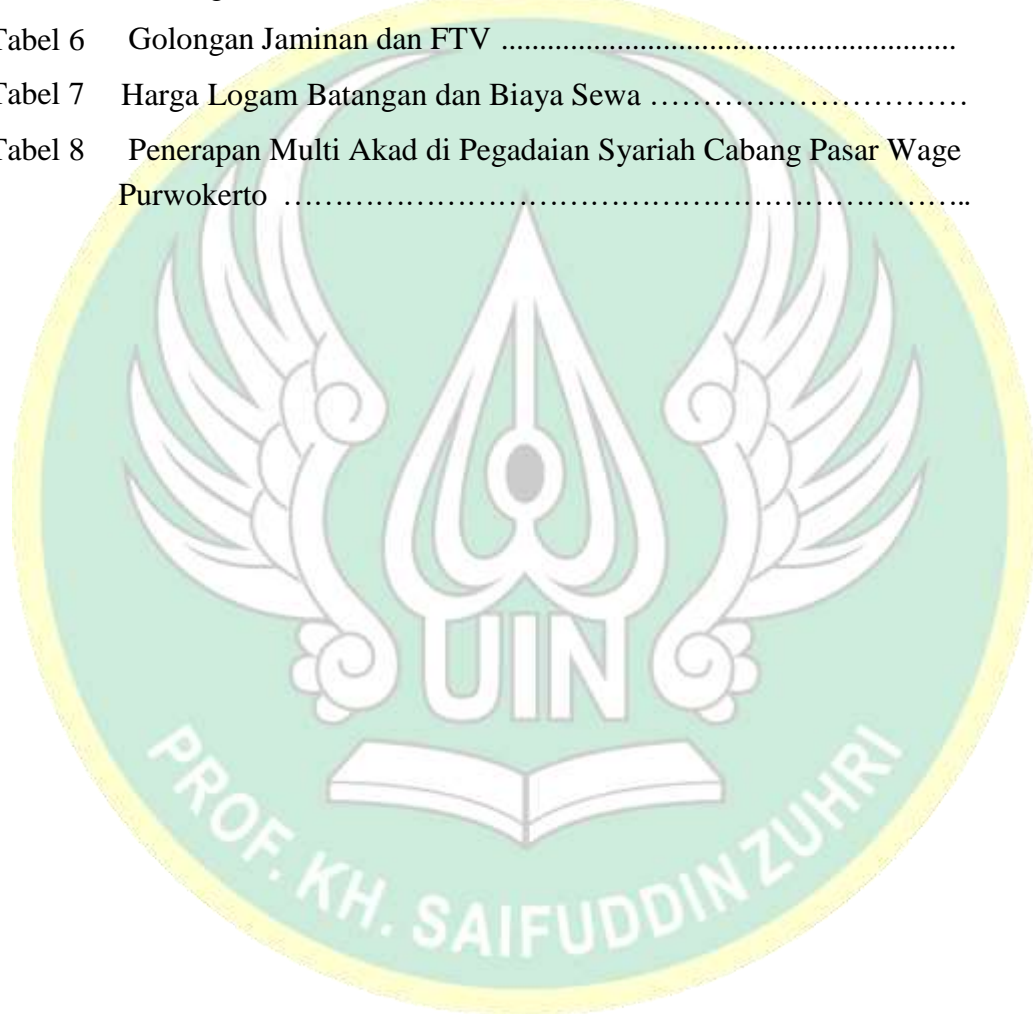 Tabel 6 Golongan Jaminan dan FTV ............................................................
Tabel 7 Harga Logam Batangan dan Biaya Sewa …………………………
Tabel 8 Penerapan Multi Akad di Pegadaian Syariah Cabang Pasar Wage
Purwokerto ………………………………………………………..
UIN
PROF. KH. SAIFUDDIN ZUHRI